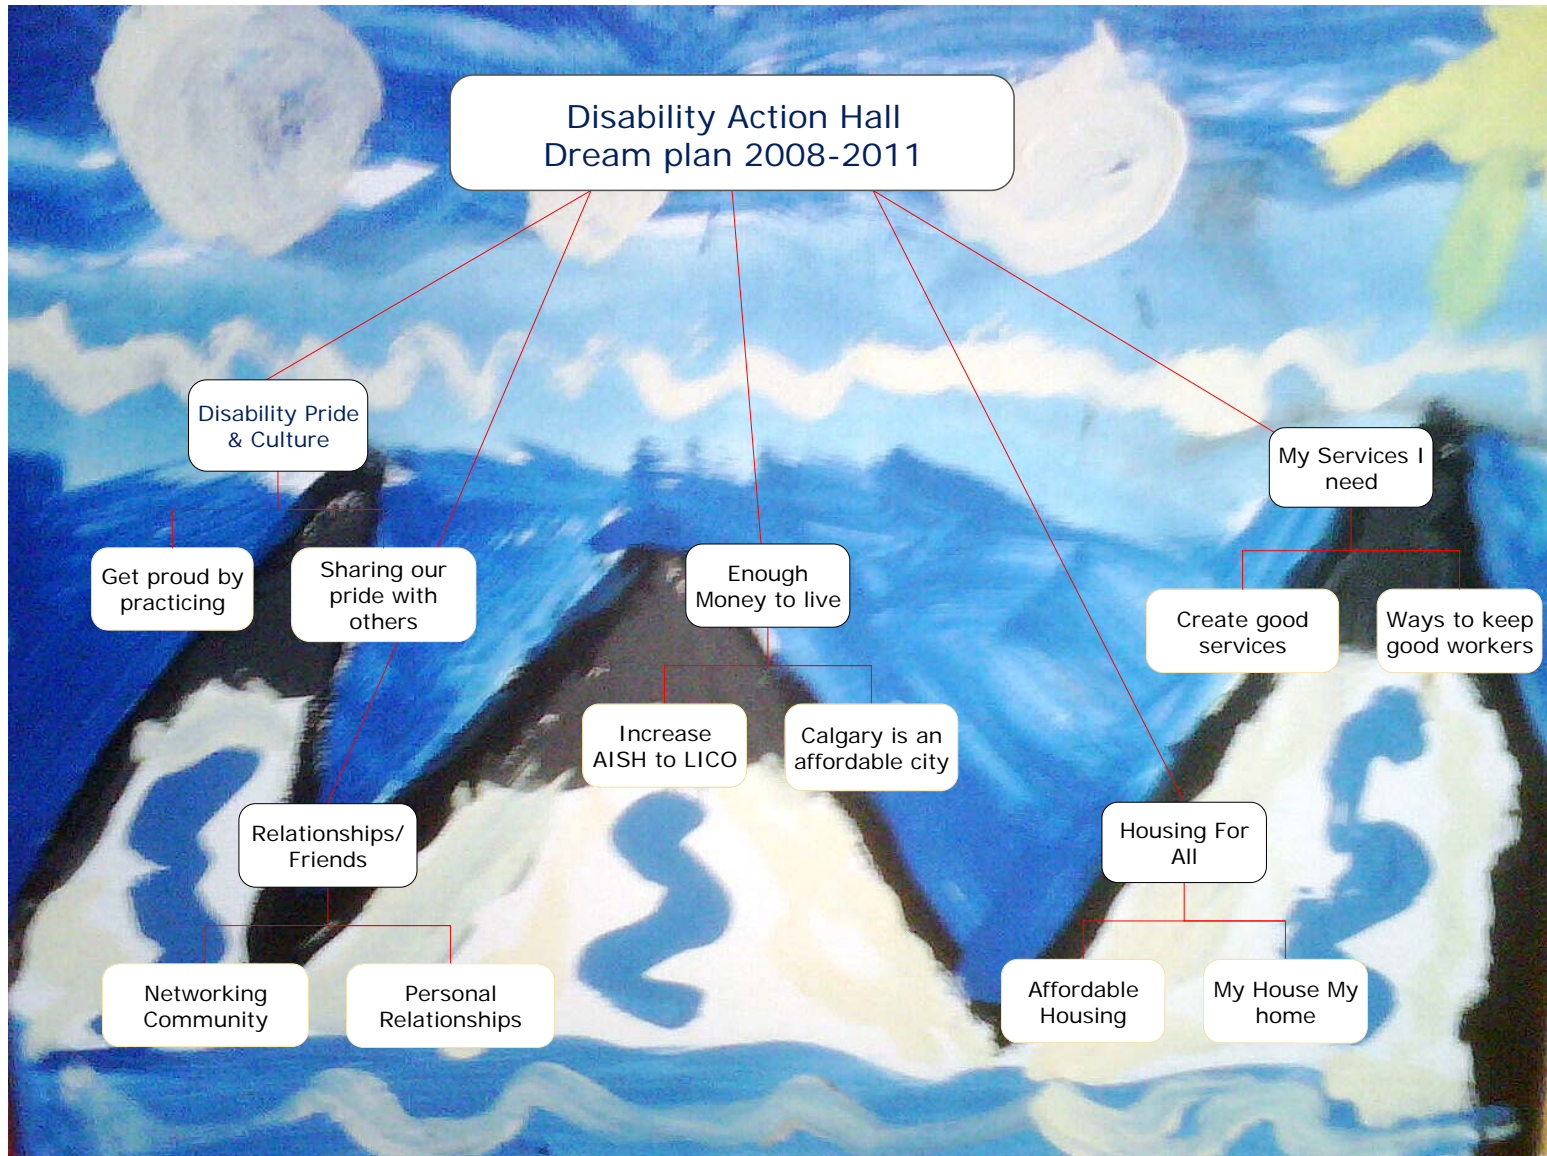 Disability Action Hall
Dream plan 2008-2011
Disability Pride
& Culture
Get proud by
practicing
Sharing our
pride with
others
Relationships/
Friends
Networking
Community
Personal
Relationships
Enough
Money to live
Increase
AISH to LICO
Calgary is an
affordable city
Housing For
All
Affordable
Housing
My House My
home
My Services I
need
Create good
services
Ways to keep
good workers